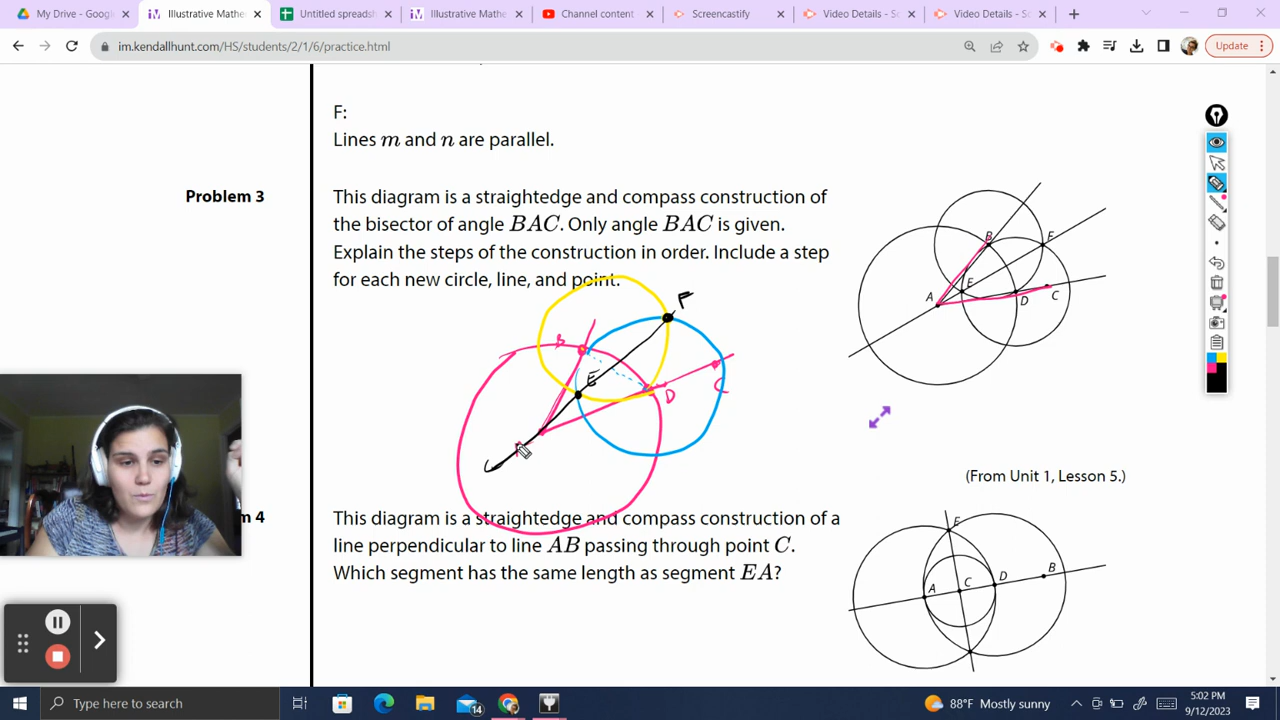 My Drive - Goog
Illustrative Mathe
Untitled spreadsh
Illustrative Mathe
Channel content
Screencastify
Video Details - Sc
Video Details - Sc
im.kendallhunt.com/HS/students/2/1/6/practice.html
Update
F:
Lines m and n are parallel.
Problem 3
This diagram is a straightedge and compass construction of
the bisector of angle BAC. Only angle BAC is given.
Explain the steps of the construction in order. Include a step
for each new circle, line, and point.
B
F
E
A
D
C
F
B
E
D
C
(From Unit 1, Lesson 5.)
m 4
This diagram is a straightedge and compass construction of a
line perpendicular to line AB passing through point C.
Which segment has the same length as segment EA?
A
C
D
B
Type here to search
14
88°F Mostly sunny
5:02 PM
9/12/2023